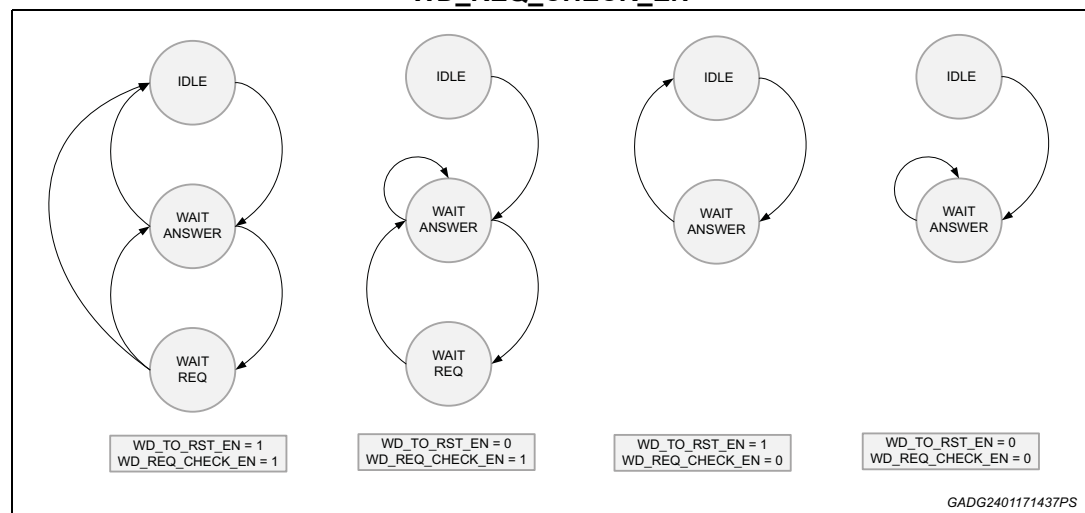 WD_REQ_CHECK_EN
IDLE
WAIT
ANSWER
WAIT
REQ
WD_TO_RST_EN = 1
WD_REQ_CHECK_EN = 1
IDLE
WAIT
ANSWER
WAIT
REQ
WD_TO_RST_EN = 0
WD_REQ_CHECK_EN = 1
IDLE
WAIT
ANSWER
WD_TO_RST_EN = 1
WD_REQ_CHECK_EN = 0
IDLE
WAIT
ANSWER
WD_TO_RST_EN = 0
WD_REQ_CHECK_EN = 0
GADG2401171437PS